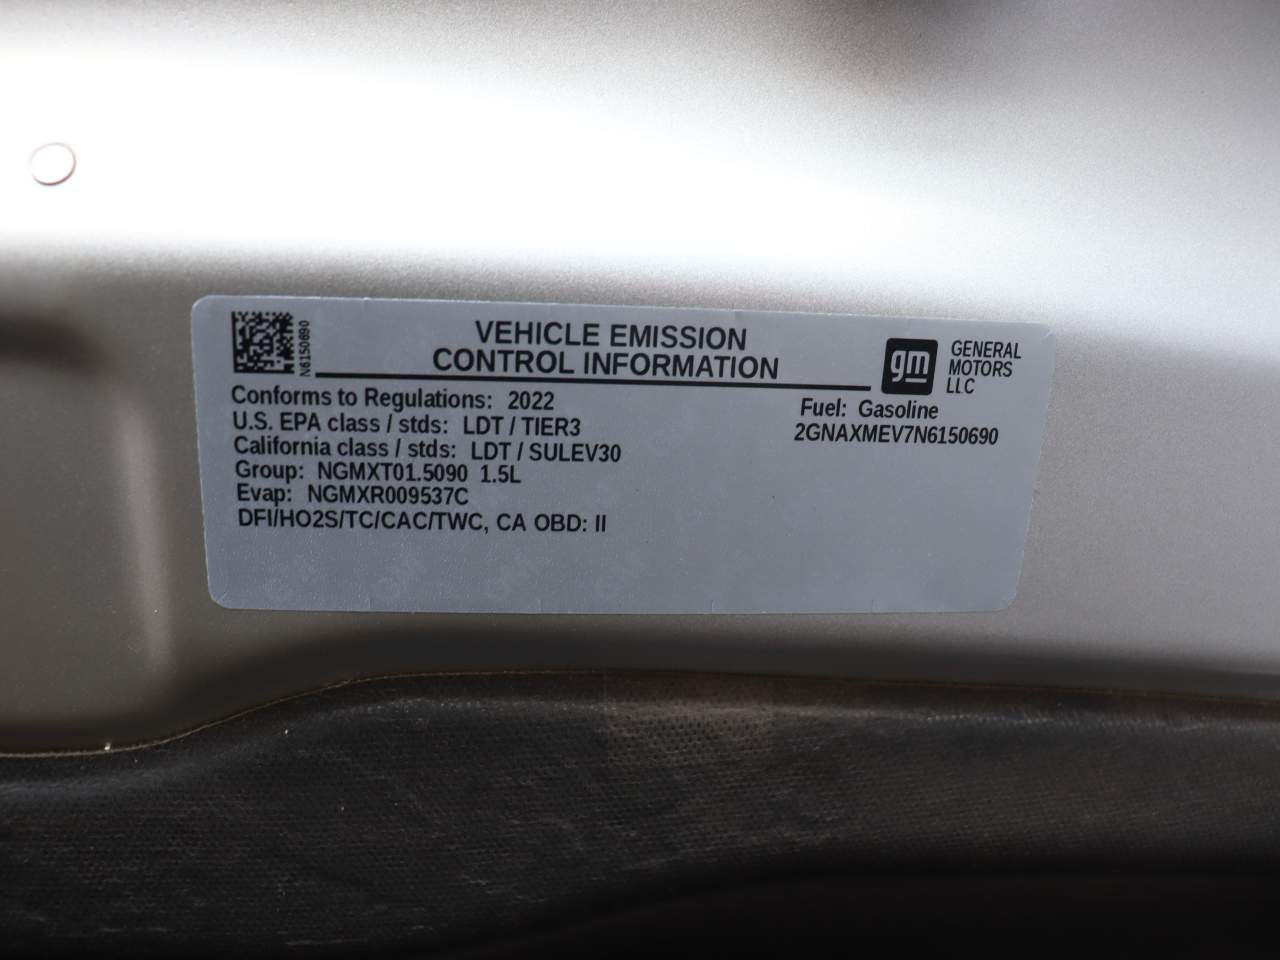 N6150690
VEHICLE EMISSION
CONTROL INFORMATION
gm
GENERAL
MOTORS
LLC
Conforms to Regulations: 2022
U.S. EPA class / stds: LDT / TIER3
California class / stds: LDT / SULEV30
Group: NGMXT01.5090 1.5L
Evap: NGMXR009537C
DFI/HO2S/TC/CAC/TWC, CA OBD: II
Fuel: Gasoline
2GNAXMEV7N6150690